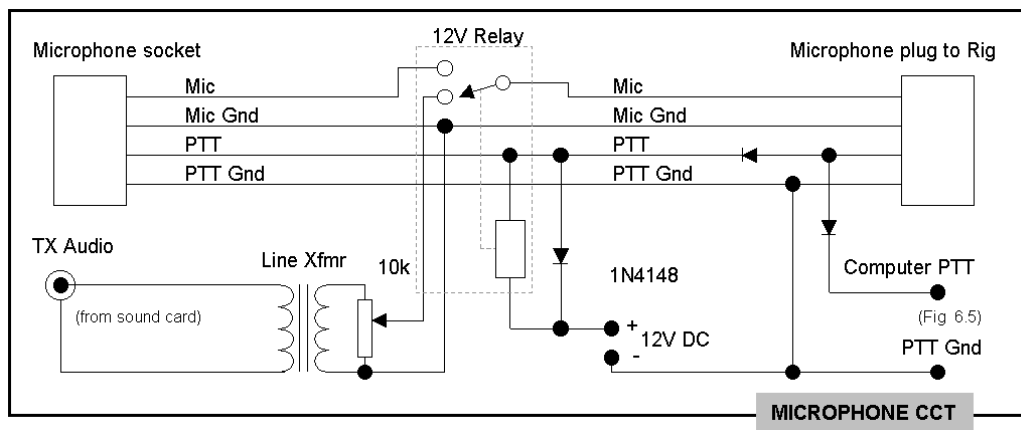 12V Relay
Microphone socket
Microphone plug to Rig
Mic
Mic
Mic Gnd
Mic Gnd
PTT
PTT
PTT Gnd
PTT Gnd
TX Audio
Line Xfmr
10k
1N4148
Computer PTT
(from sound card)
(Fig 6.5)
+
12V DC
-
PTT Gnd
MICROPHONE CCT